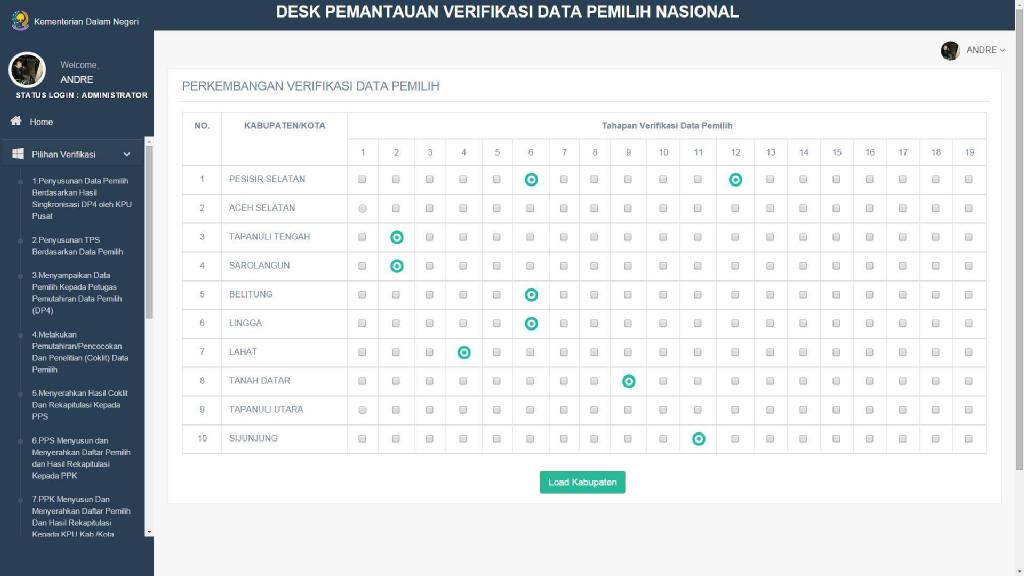 DESK PEMANTAUAN VERIFIKASI DATA PEMILIH NASIONAL
Kementerian Dalam Negeri
Welcome,
ANDRE
STATUS LOGIN : ADMINISTRATOR
Home
Pilihan Verifikasi
1.Penyusunan Data Pemilih
Berdasarkan Hasil
Singkronisasi DP4 oleh KPU
Pusat
2.Penyusunan TPS
Berdasarkan Data Pemilih
3.Menyampaikan Data
Pemilih Kepada Petugas
Pemutahiran Data Pemilih
(DP4)
4.Melakukan
Pemutahiran/Pencocokan
Dan Penelitian (Coklit) Data
Pemilih
5.Menyerahkan Hasil Coklit
Dan Rekapitulasi Kepada
PPS
6.PPS Menyusun dan
Menyerahkan Daftar Pemilih
dan Hasil Rekapitulasi
Kepada PPK
7.PPK Menyusun Dan
Menyerahkan Daftar Pemilih
Dan Hasil Rekapitulasi
Kepada KPU Kab./Kota
ANDRE
PERKEMBANGAN VERIFIKASI DATA PEMILIH
NO. KABUPATEN/KOTA Tahapan Verifikasi Data Pemilih
1 2 3 4 5 6 7 8 9 10 11 12 13 14 15 16 17 18 19
1 PESISIR SELATAN
2 ACEH SELATAN
3 TAPANULI TENGAH
4 SAROLANGUN
5 BELITUNG
6 LINGGA
7 LAHAT
8 TANAH DATAR
9 TAPANULI UTARA
10 SIJUNJUNG
Load Kabupaten